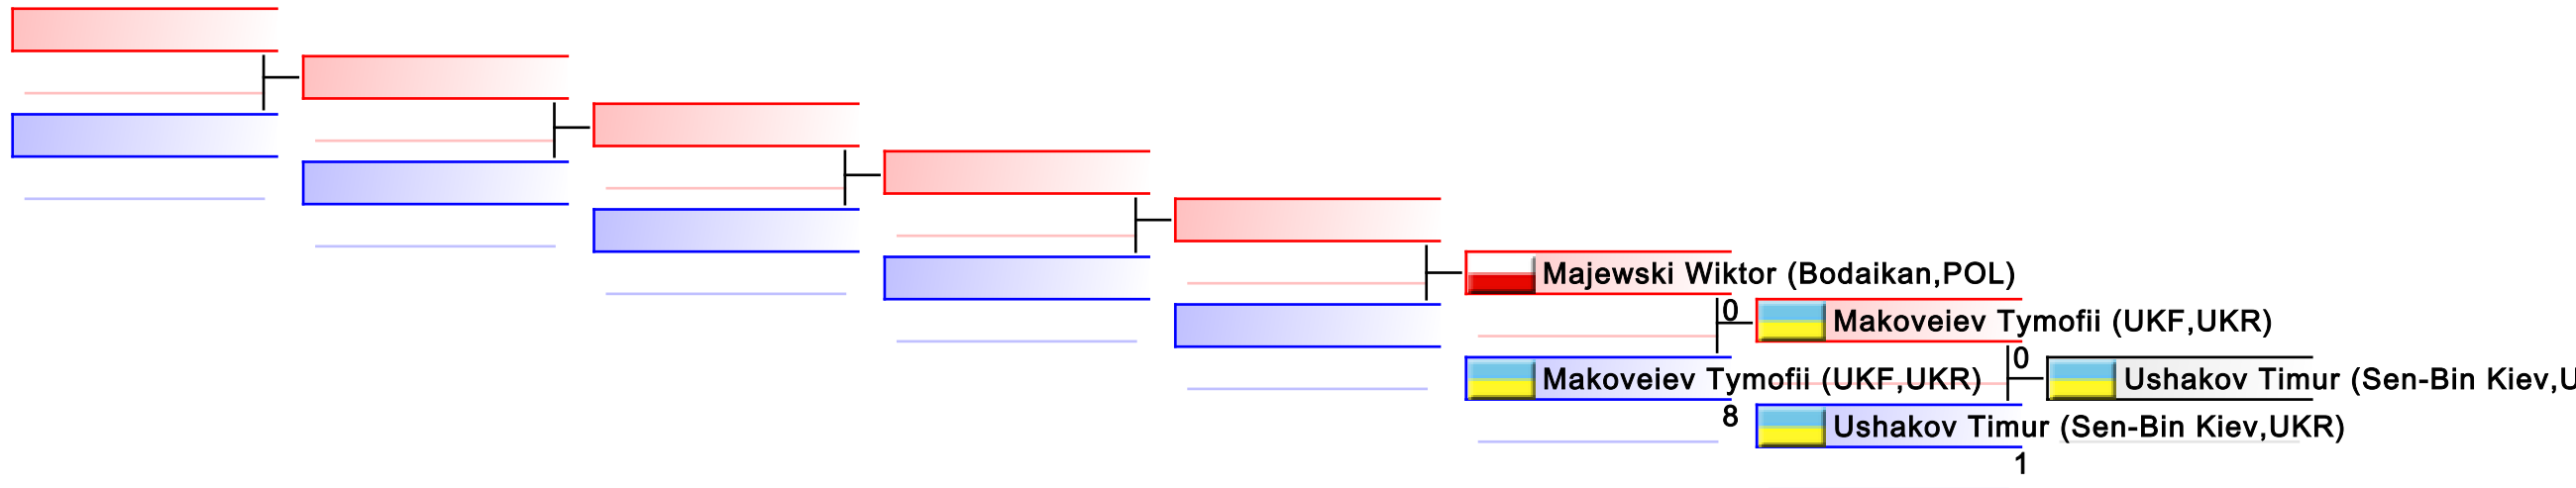 Majewski Wiktor (Bodaikan,POL)
0
Makoveiev Tymofii (UKF,UKR)
0
Makoveiev Tymofii (UKF,UKR)
Ushakov Timur (Sen-Bin Kiev,U
8
Ushakov Timur (Sen-Bin Kiev,UKR)
1